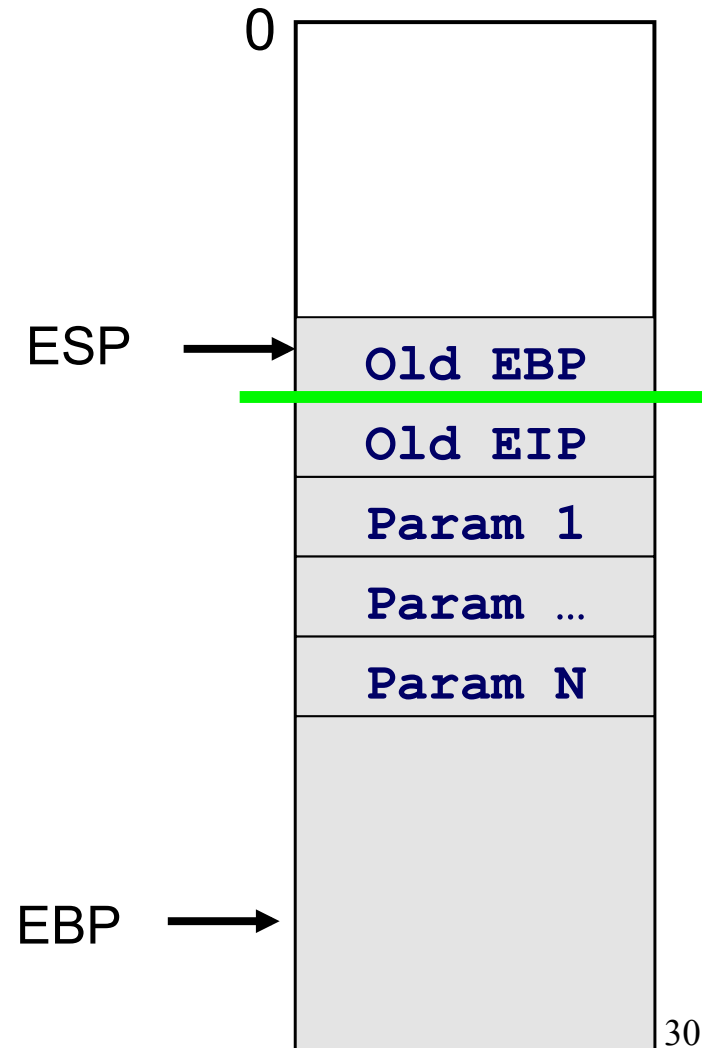 0
ESP
Old EBP
Old EIP
Param 1
Param …
Param N
EBP
30